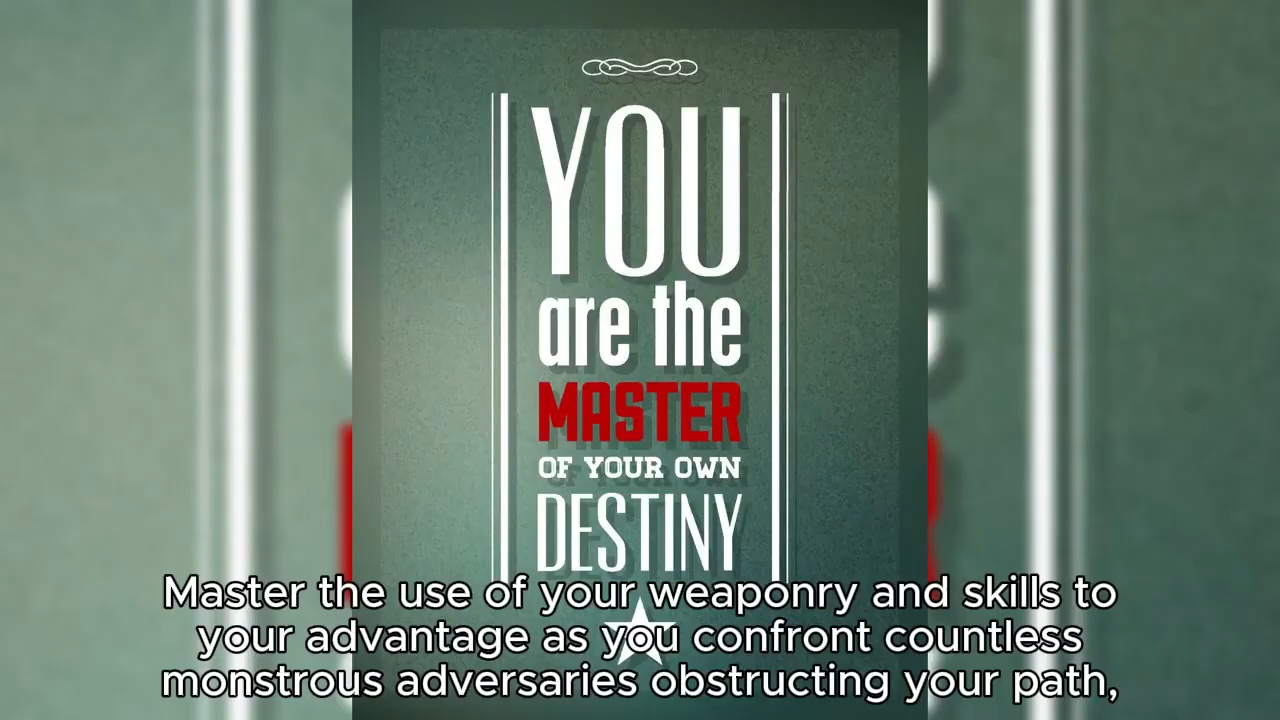 YOU
are the
MASTER
OF YOUR OWN
DESTINY
Master the use of your weaponry and skills to
your advantage as you confront countless
monstrous adversaries obstructing your path,